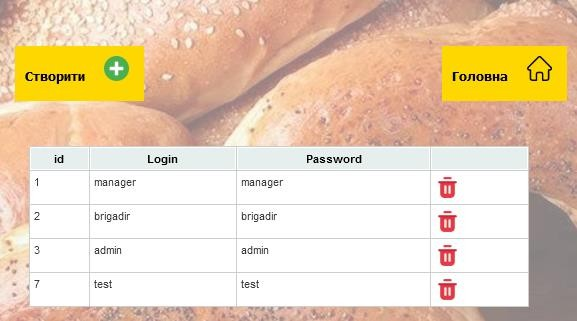 Створити
Головна
id Login Password
1 manager manager
2 brigadir brigadir
3 admin admin
7 test test